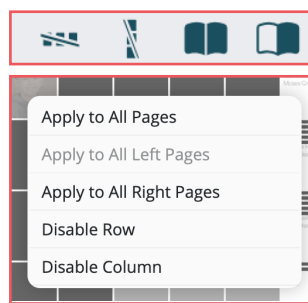 Apply to All Pages
Apply to All Left Pages
Apply to All Right Pages
Disable Row
Disable Column